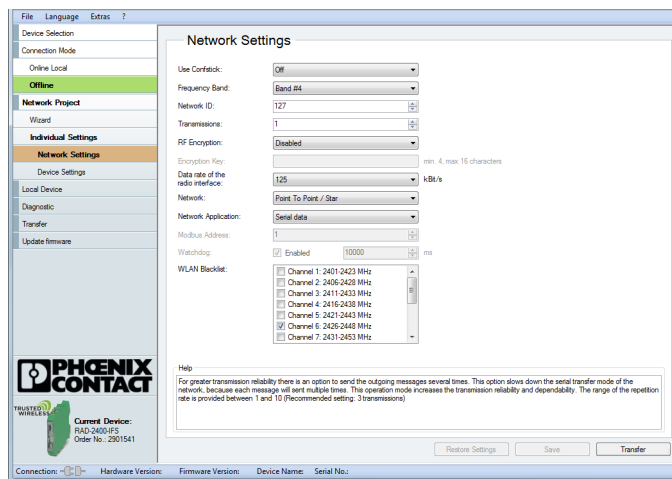 File Language Extras ?
Device Selection
Connection Mode
Online Local
Offline
Network Project
Wizard
Individual Settings
Network Settings
Device Settings
Local Device
Diagnostic
Transfer
Update firmware
PHŒNIX
CONTACT
TRUSTED
WIRELESS
Current Device:
RAD-2400-IFS
Order No.: 2901541
Network Settings
Use Confstick: Off
Frequency Band: Band #4
Network ID: 127
Transmissions: 1
RF Encryption: Disabled
Encryption Key: min. 4, max 16 characters
Data rate of the
radio interface: 125 kBit/s
Network: Point To Point / Star
Network Application: Serial data
Modbus Address: 1
Watchdog: Enabled 10000 ms
WLAN Blacklist:
Channel 1: 2401-2423 MHz
Channel 2: 2406-2428 MHz
Channel 3: 2411-2433 MHz
Channel 4: 2416-2438 MHz
Channel 5: 2421-2443 MHz
Channel 6: 2426-2448 MHz
Channel 7: 2431-2453 MHz
Help
For greater transmission reliability there is an option to send the outgoing messages several times. This option slows down the serial transfer mode of the
network, because each message will sent multiple times. This operation mode increases the transmission reliability and dependability. The range of the repetition
rate is provided between 1 and 10 (Recommended setting: 3 transmissions)
Restore Settings Save Transfer
Connection: Hardware Version: Firmware Version: Device Name: Serial No.: